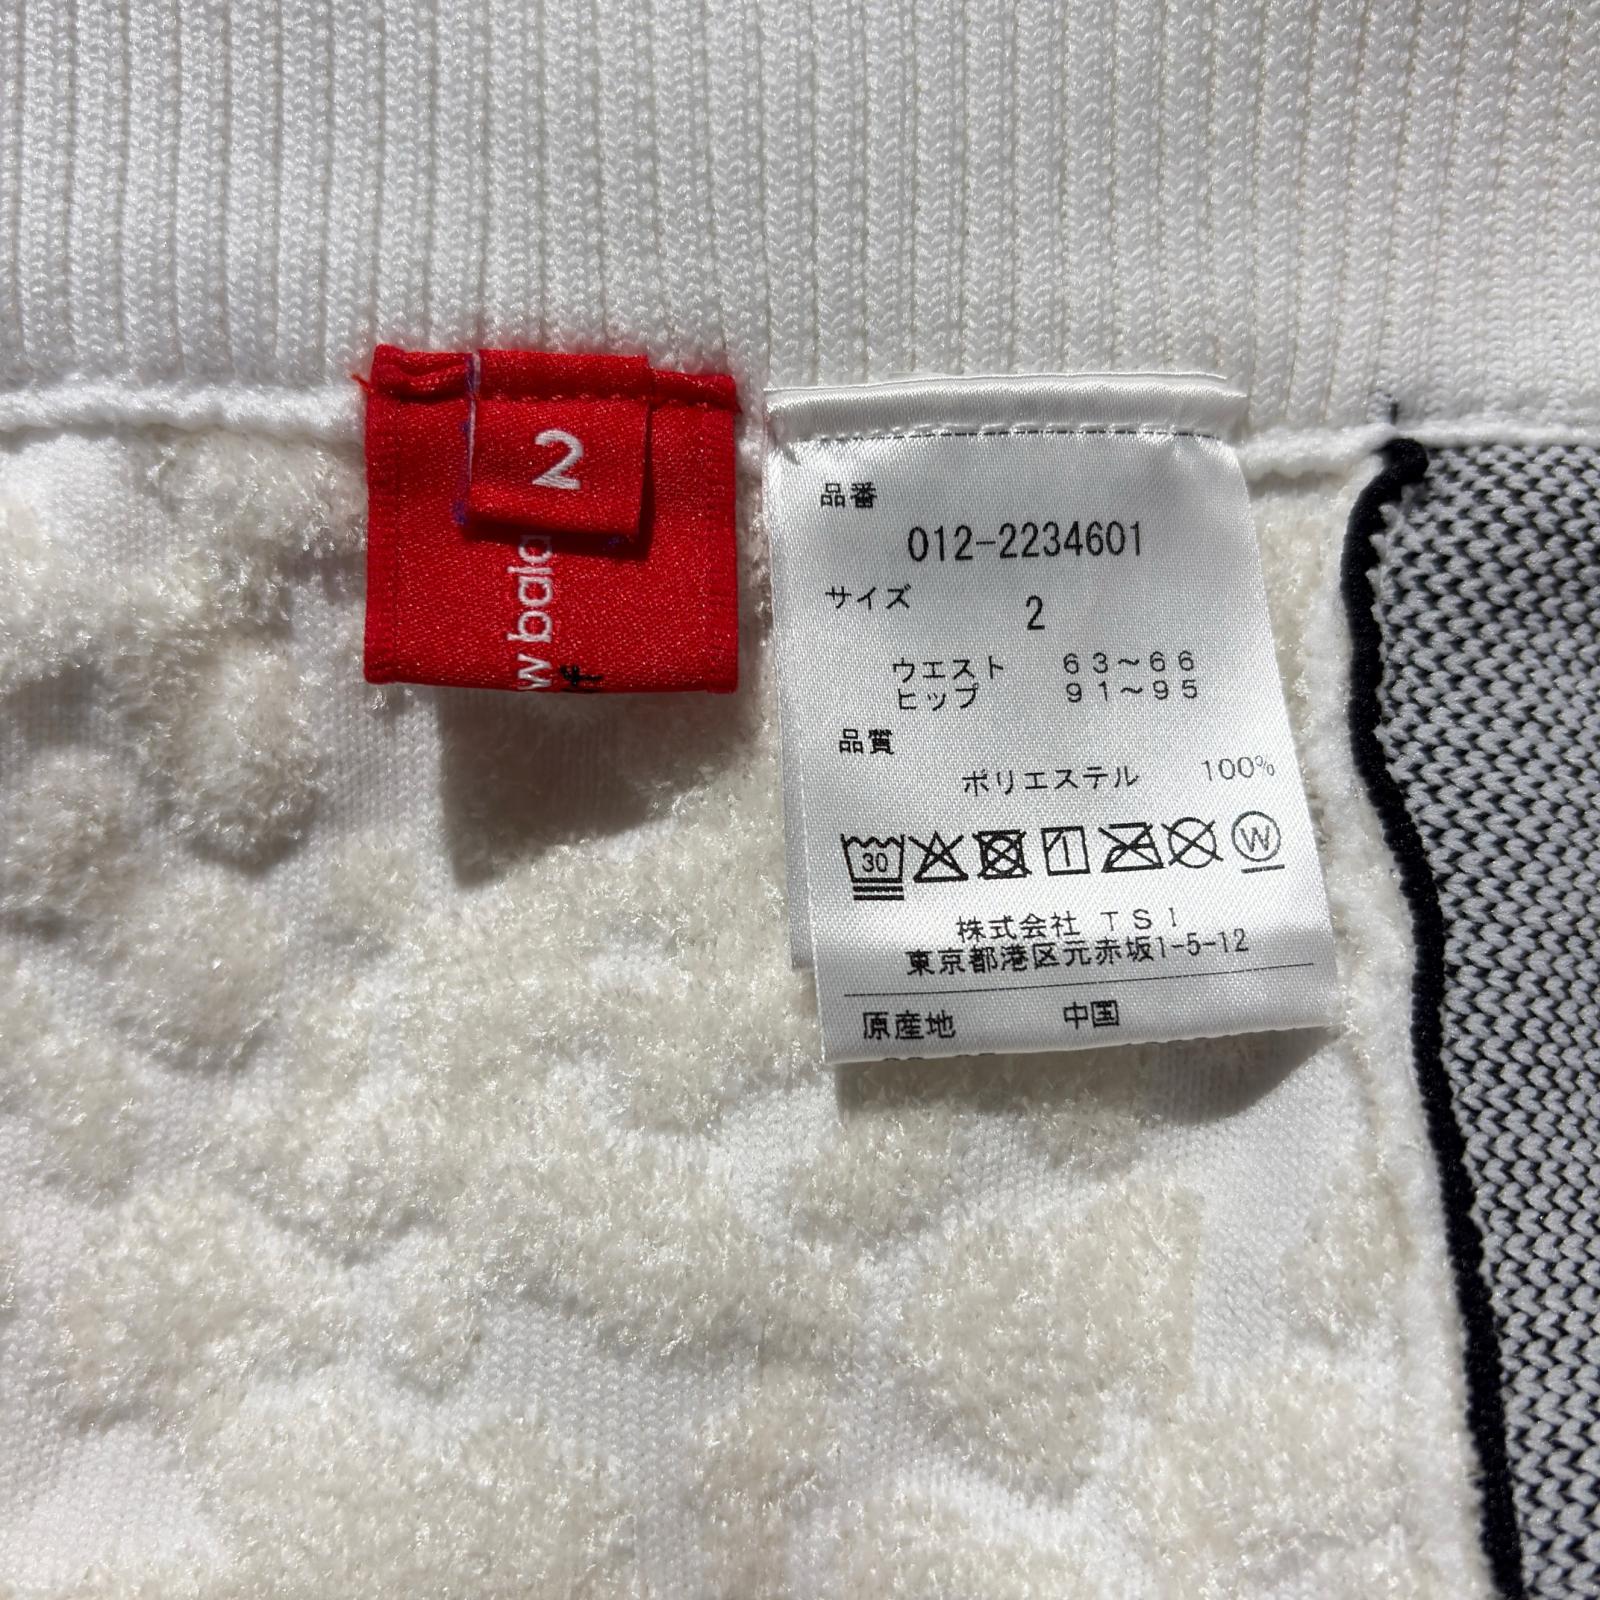 2
w bala
lf
品番
012-2234601
サイズ
2
ウエスト 63~66
ヒップ 91~95
品質
ポリエステル 100%
30
W
株式会社 TSI
東京都港区元赤坂1-5-12
原産地 中国